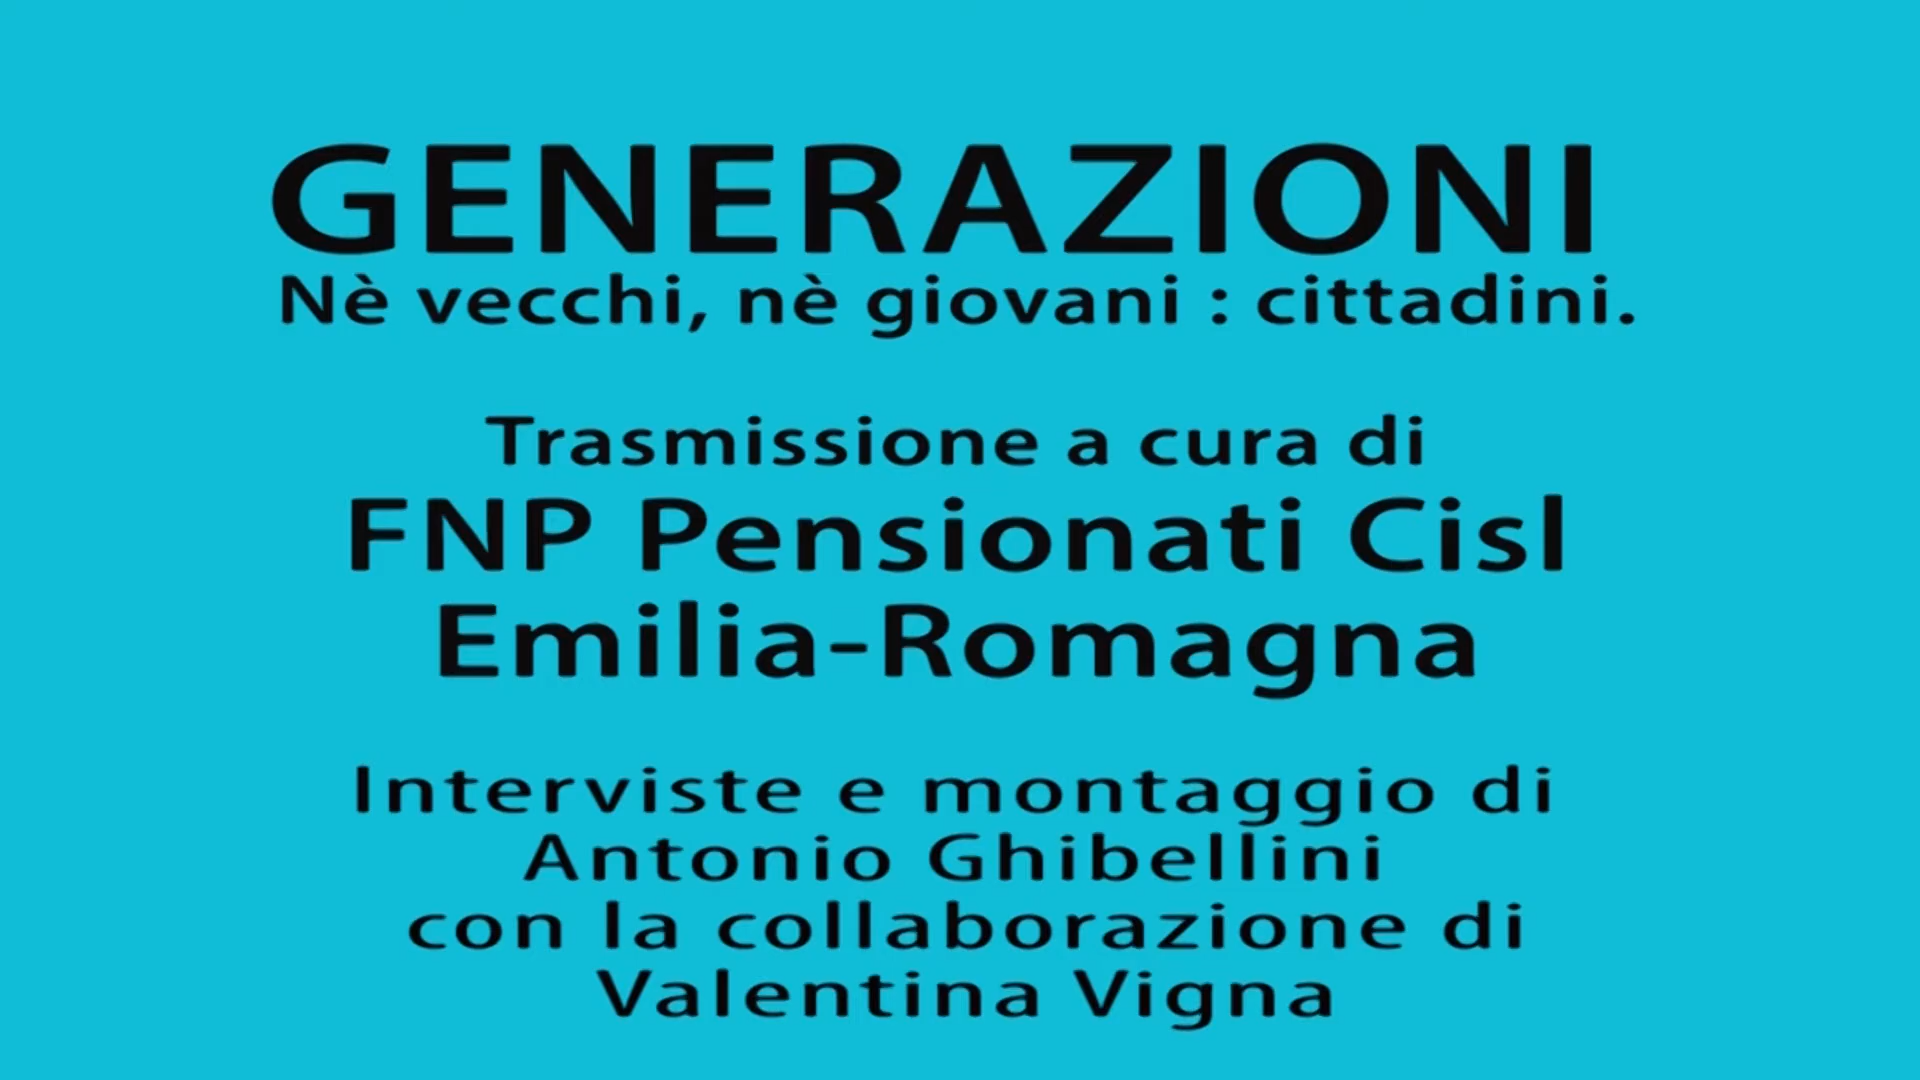 GENERAZIONI
Nè vecchi, nè giovani : cittadini.
Trasmissione a cura di
FNP Pensionati Cisl
Emilia-Romagna
Interviste e montaggio di
Antonio Ghibellini
con la collaborazione di
Valentina Vigna